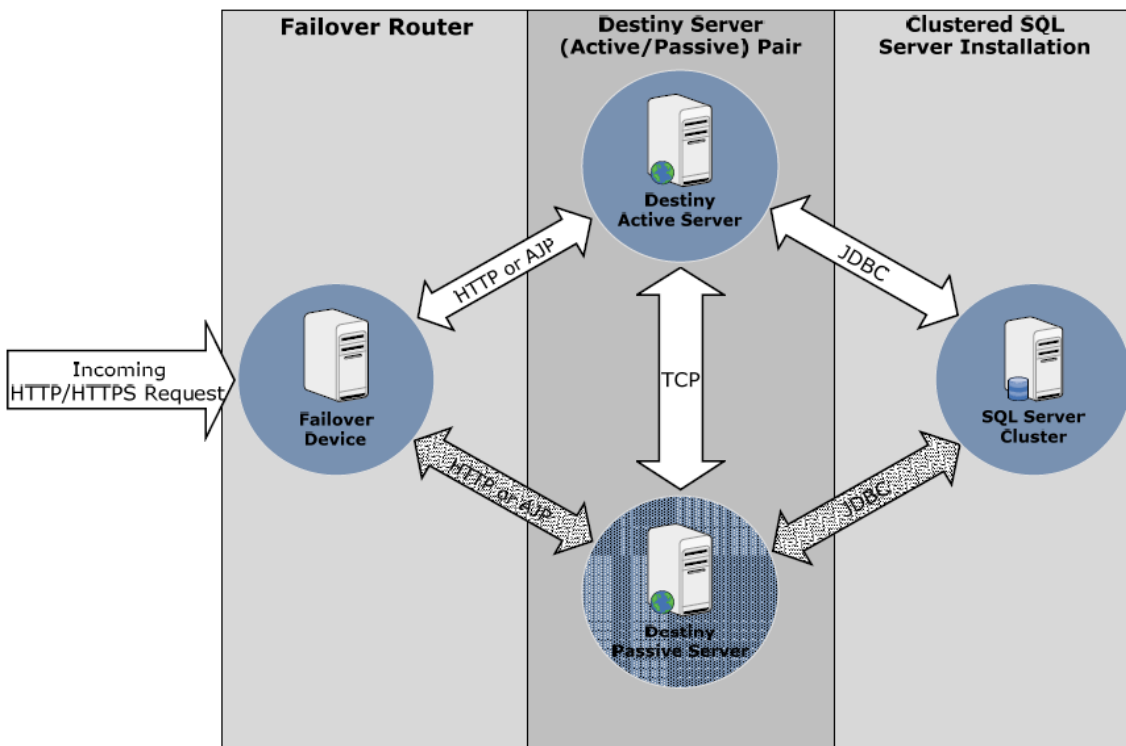 Failover Router
Destiny Server
(Active/Passive) Pair
Clustered SQL
Server Installation
Destiny
Active Server
HTTP or AJP
JDBC
Incoming
HTTP/HTTPS Request
Failover
Device
TCP
SQL Server
Cluster
HTTP or AJP
JDBC
Destiny
Passive Server